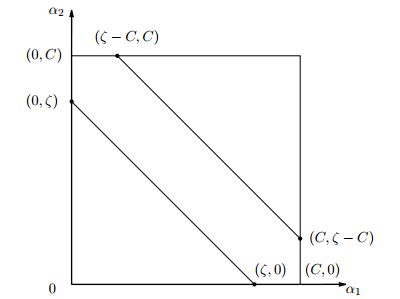 α₂
(ζ − C, C)
(0, C)
(0, ζ)
(C, ζ − C)
(ζ, 0)
(C, 0)
0
α₁